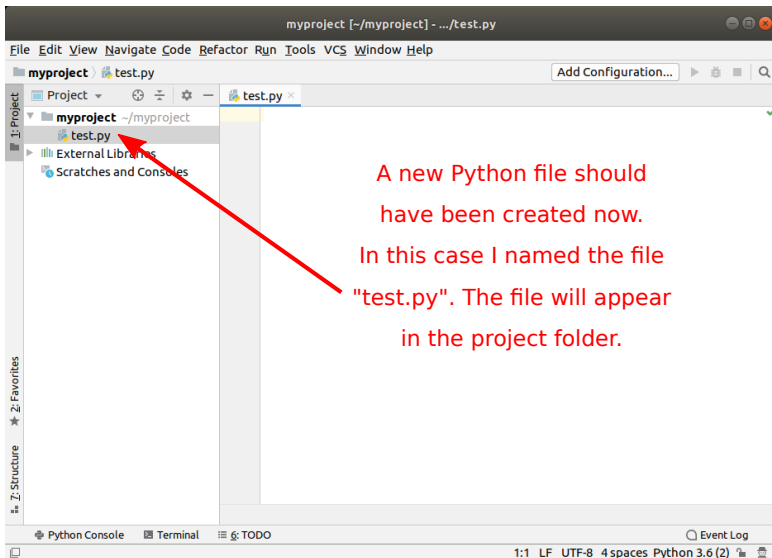 myproject [~/myproject] - .../test.py
File Edit View Navigate Code Refactor Run Tools VCS Window Help
myproject test.py Add Configuration...
1: Project Project test.py
myproject ~/myproject
test.py
External Libraries
Scratches and Consoles
A new Python file should
have been created now.
In this case I named the file
"test.py". The file will appear
in the project folder.
2: Favorites
7: Structure
Python Console Terminal 6: TODO Event Log
1:1 LF UTF-8 4 spaces Python 3.6 (2)